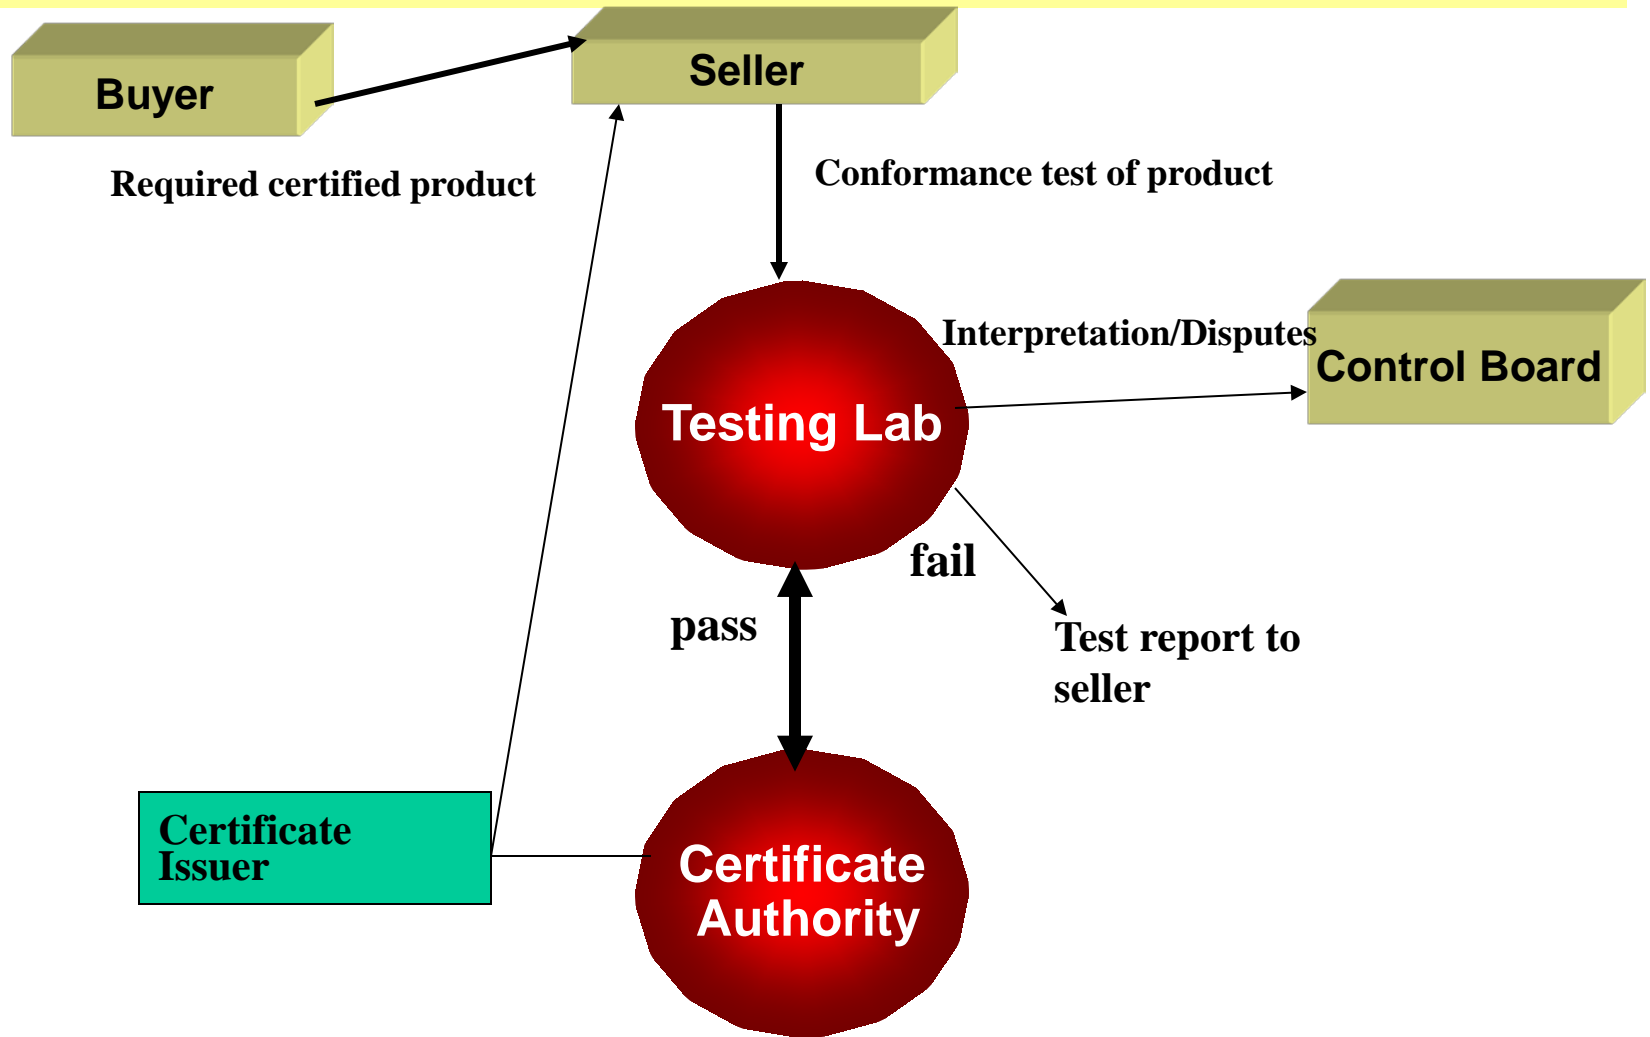 Buyer
Seller
Required certified product
Conformance test of product
Interpretation/Disputes
Control Board
Testing Lab
fail
pass
Test report to
seller
Certificate
Issuer
Certificate
Authority